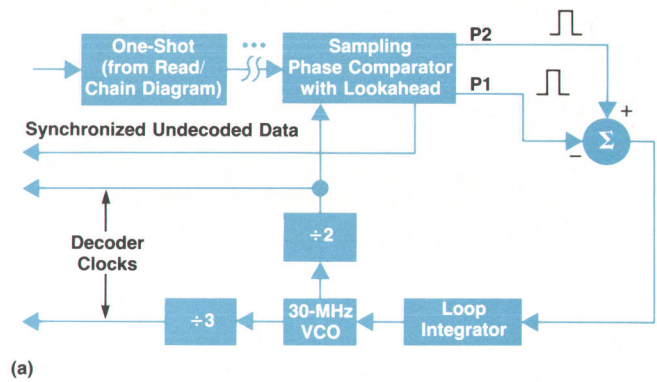 One-Shot
(from Read/
Chain Diagram)
•••
Sampling
Phase Comparator
with Lookahead
P2
P1
+
−
Σ
Synchronized Undecoded Data
Decoder
Clocks
÷2
÷3
30-MHz
VCO
Loop
Integrator
(a)